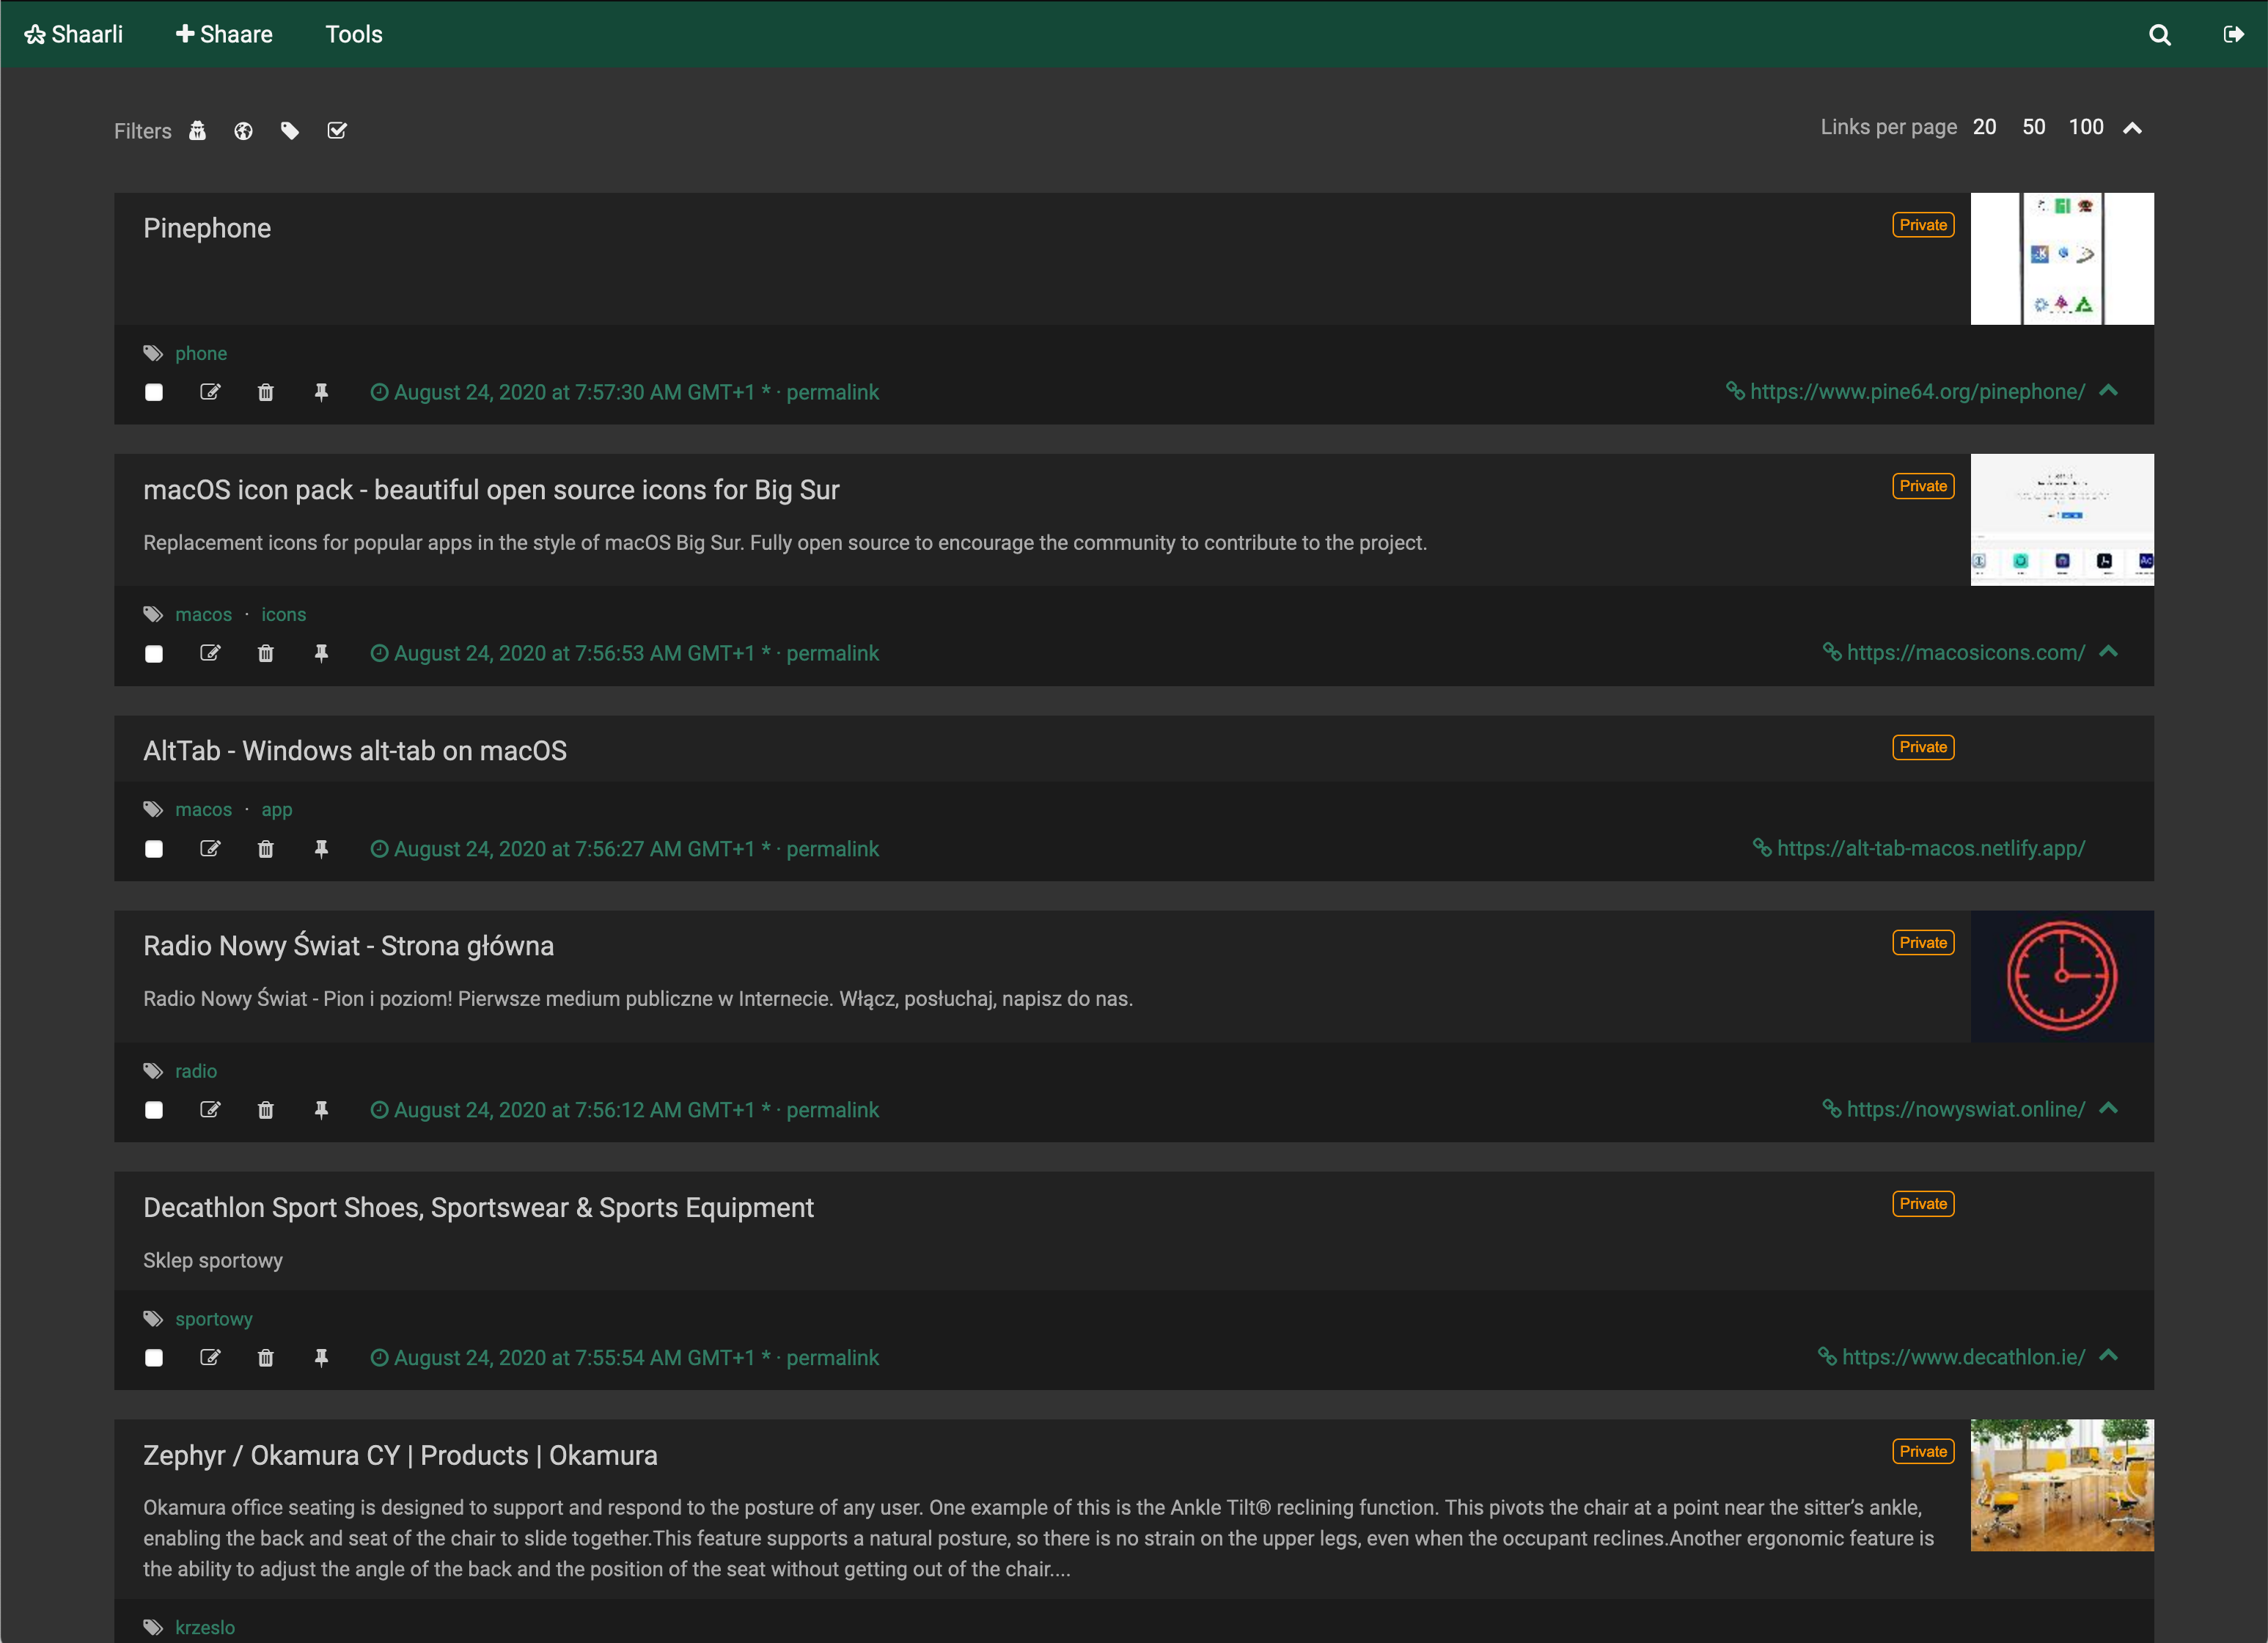 Shaarli Shaare Tools
Filters
Links per page 20 50 100
Pinephone
Private
phone
August 24, 2020 at 7:57:30 AM GMT+1 * · permalink
https://www.pine64.org/pinephone/
macOS icon pack - beautiful open source icons for Big Sur
Private
Replacement icons for popular apps in the style of macOS Big Sur. Fully open source to encourage the community to contribute to the project.
macos · icons
August 24, 2020 at 7:56:53 AM GMT+1 * · permalink
https://macosicons.com/
AltTab - Windows alt-tab on macOS
Private
macos · app
August 24, 2020 at 7:56:27 AM GMT+1 * · permalink
https://alt-tab-macos.netlify.app/
Radio Nowy Świat - Strona główna
Private
Radio Nowy Świat - Pion i poziom! Pierwsze medium publiczne w Internecie. Włącz, posłuchaj, napisz do nas.
radio
August 24, 2020 at 7:56:12 AM GMT+1 * · permalink
https://nowyswiat.online/
Decathlon Sport Shoes, Sportswear & Sports Equipment
Private
Sklep sportowy
sportowy
August 24, 2020 at 7:55:54 AM GMT+1 * · permalink
https://www.decathlon.ie/
Zephyr / Okamura CY | Products | Okamura
Private
Okamura office seating is designed to support and respond to the posture of any user. One example of this is the Ankle Tilt® reclining function. This pivots the chair at a point near the sitter’s ankle,
enabling the back and seat of the chair to slide together.This feature supports a natural posture, so there is no strain on the upper legs, even when the occupant reclines.Another ergonomic feature is
the ability to adjust the angle of the back and the position of the seat without getting out of the chair....
krzeslo